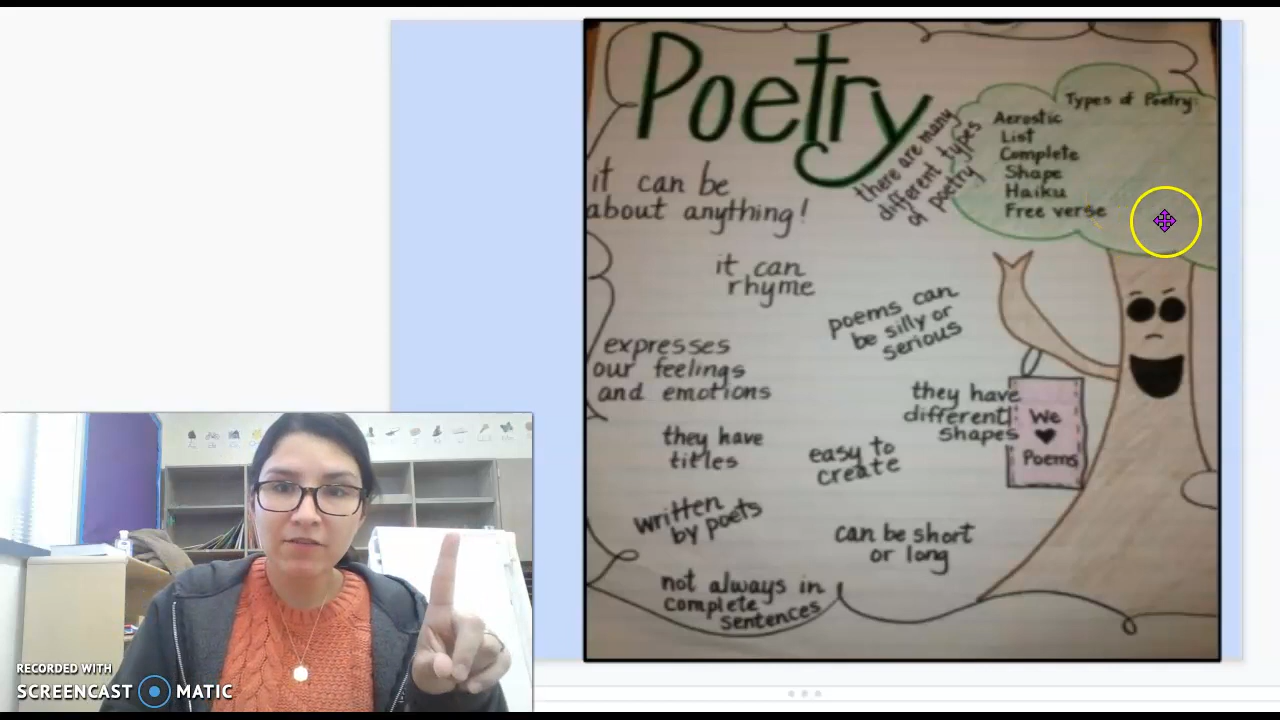 Poetry
there are many
different types
of poetry
Types of Poetry:
Acrostic
List
Complete
Shape
Haiku
Free verse
it can be
about anything!
it can
rhyme
poems can
be silly or
serious
expresses
our feelings
and emotions
they have
different
shapes
We
♥
Poems
they have
titles
easy to
create
written
by poets
can be short
or long
not always in
complete
sentences
RECORDED WITH
SCREENCAST MATIC